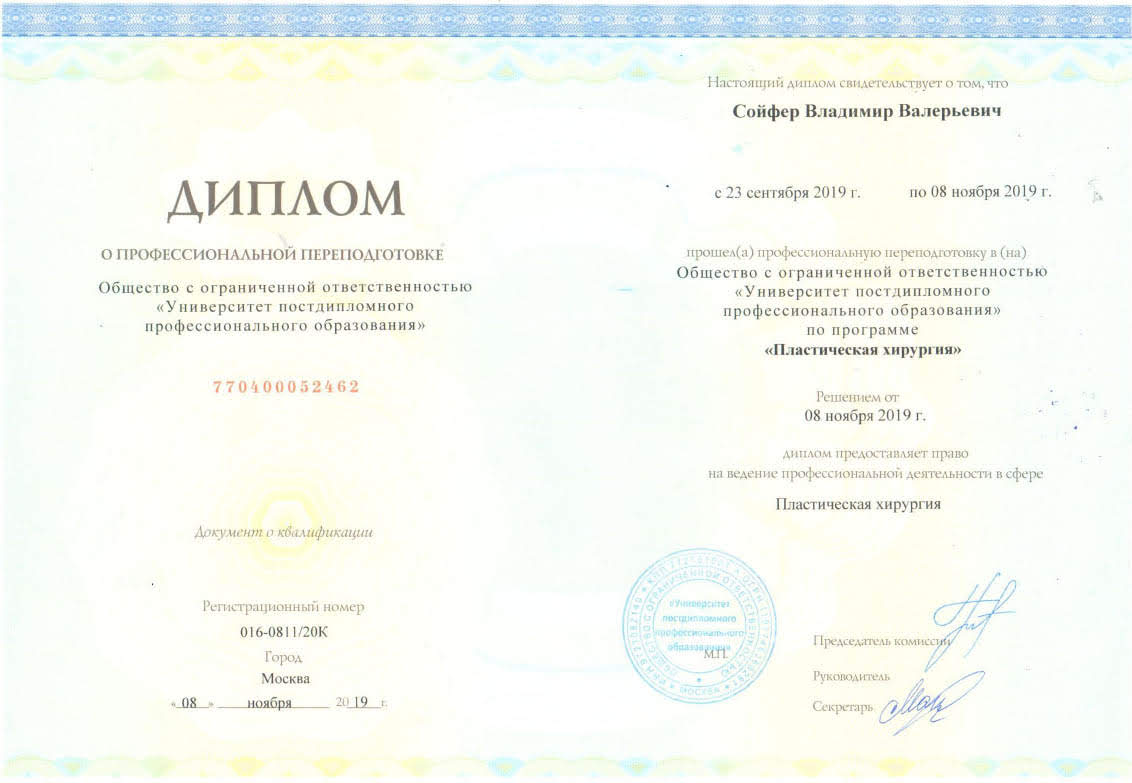 ДИПЛОМ
О ПРОФЕССИОНАЛЬНОЙ ПЕРЕПОДГОТОВКЕ
Общество с ограниченной ответственностью
«Университет постдипломного
профессионального образования»
770400052462
Документ о квалификации
Регистрационный номер
016-0811/20К
Город
Москва
« 08 » ноября 2019 г.
Настоящий диплом свидетельствует о том, что
Сойфер Владимир Валерьевич
с 23 сентября 2019 г. по 08 ноября 2019 г.
прошел(а) профессиональную переподготовку в (на)
Общество с ограниченной ответственностью
«Университет постдипломного
профессионального образования»
по программе
«Пластическая хирургия»
Решением от
08 ноября 2019 г.
диплом предоставляет право
на ведение профессиональной деятельности в сфере
Пластическая хирургия
«Университет
постдипломного
профессионального
образования»
М.П.
ОБЩЕСТВО С ОГРАНИЧЕННОЙ ОТВЕТСТВЕННОСТЬЮ
МОСКВА
Председатель комиссии
Руководитель
Секретарь